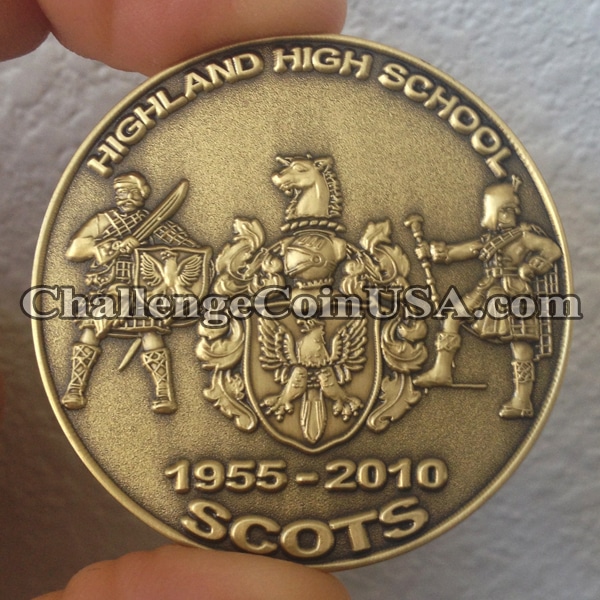 HIGHLAND HIGH SCHOOL
ChallengeCoinUSA.com
1955-2010
SCOTS